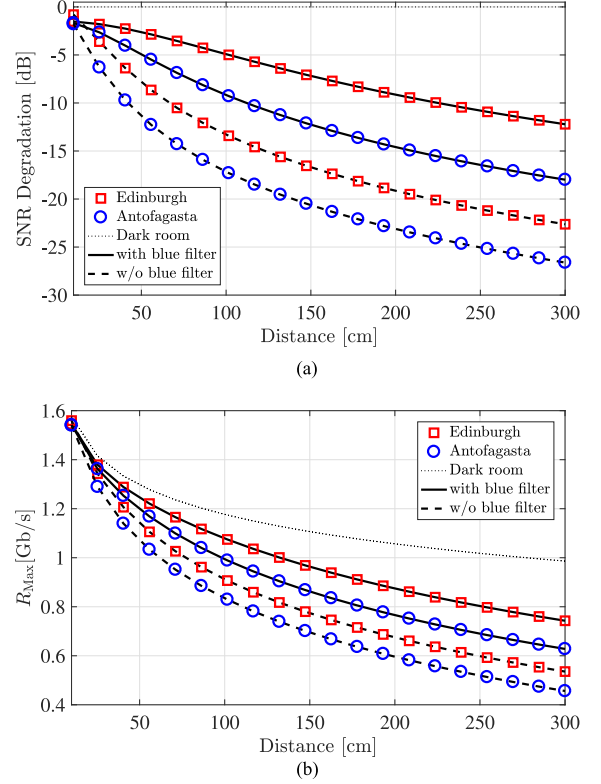 0
-5
-10
-15
-20
-25
-30
SNR Degradation [dB]
Edinburgh
Antofagasta
Dark room
with blue filter
w/o blue filter
50 100 150 200 250 300
Distance [cm]
(a)
1.6
1.4
1.2
1
0.8
0.6
0.4
R_Max[Gb/s]
Edinburgh
Antofagasta
Dark room
with blue filter
w/o blue filter
50 100 150 200 250 300
Distance [cm]
(b)